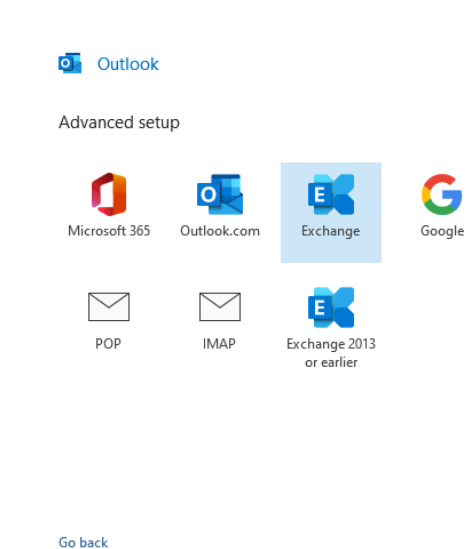 Outlook
Advanced setup
Microsoft 365
Outlook.com
Exchange
Google
POP
IMAP
Exchange 2013
or earlier
Go back